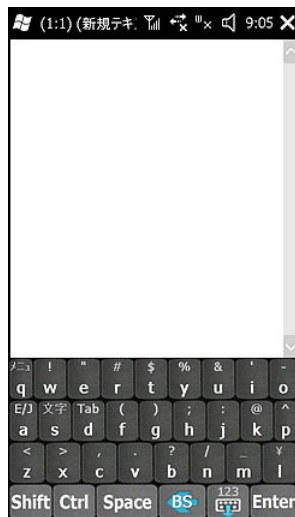 (1:1) (新規テキ. 9:05
ﾒﾆｭ ! " # $ % & ' -
q w e r t y u i o
E/J 文字 Tab ( ) ; : @ ^
a s d f g h j k p
< > , . ? / _ ¥
z x c v b n m l
Shift Ctrl Space BS 123 Enter